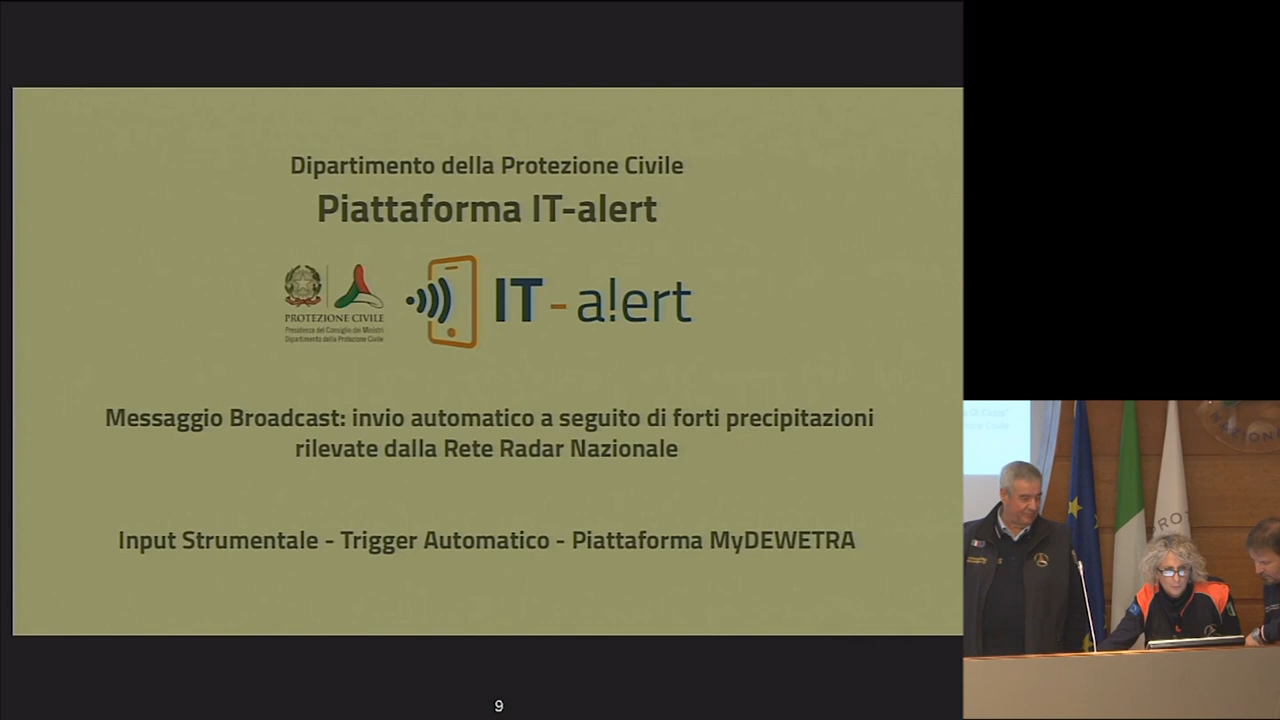 Dipartimento della Protezione Civile
Piattaforma IT-alert
PROTEZIONE CIVILE
Presidenza del Consiglio dei Ministri
Dipartimento della Protezione Civile
IT - a!ert
Messaggio Broadcast: invio automatico a seguito di forti precipitazioni
rilevate dalla Rete Radar Nazionale
Input Strumentale - Trigger Automatico - Piattaforma MyDEWETRA
9
NAZION
PROT